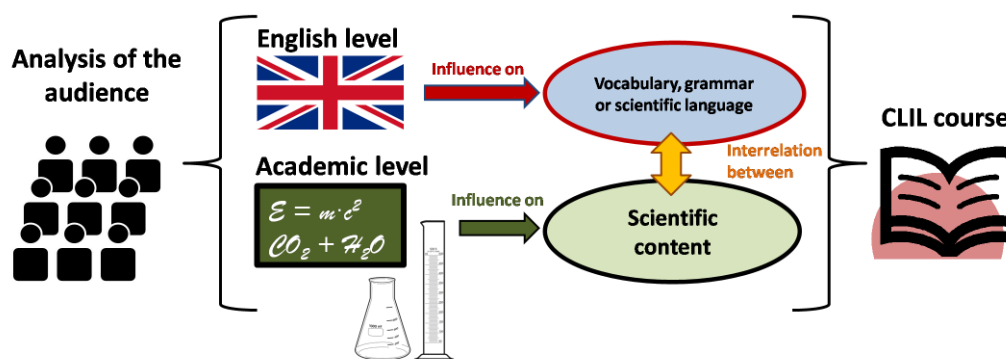 Analysis of the
audience
English level
Influence on
Vocabulary, grammar
or scientific language
Interrelation
between
Academic level
E = m·c²
CO₂ + H₂O
Influence on
Scientific
content
CLIL course